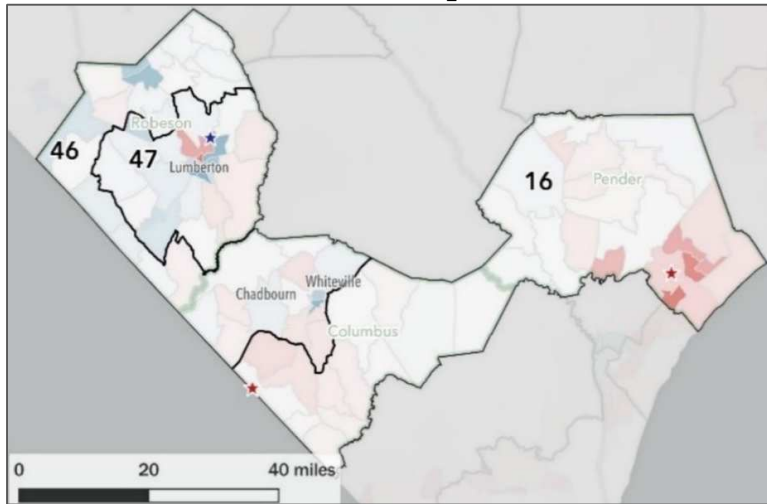 46
47
Robeson
Lumberton
16
Pender
Chadbourn
Whiteville
Columbus
0 20 40 miles